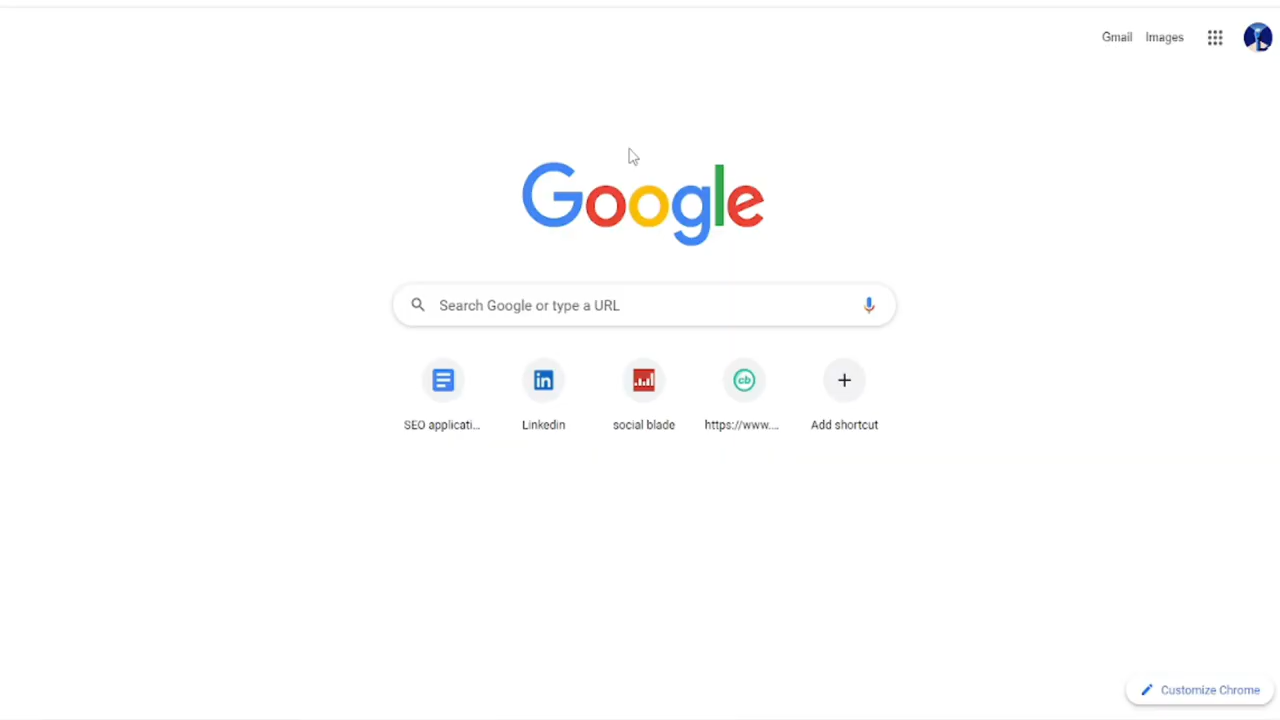 Gmail Images
Google
Search Google or type a URL
SEO applicati... Linkedin social blade https://www.... Add shortcut
Customize Chrome